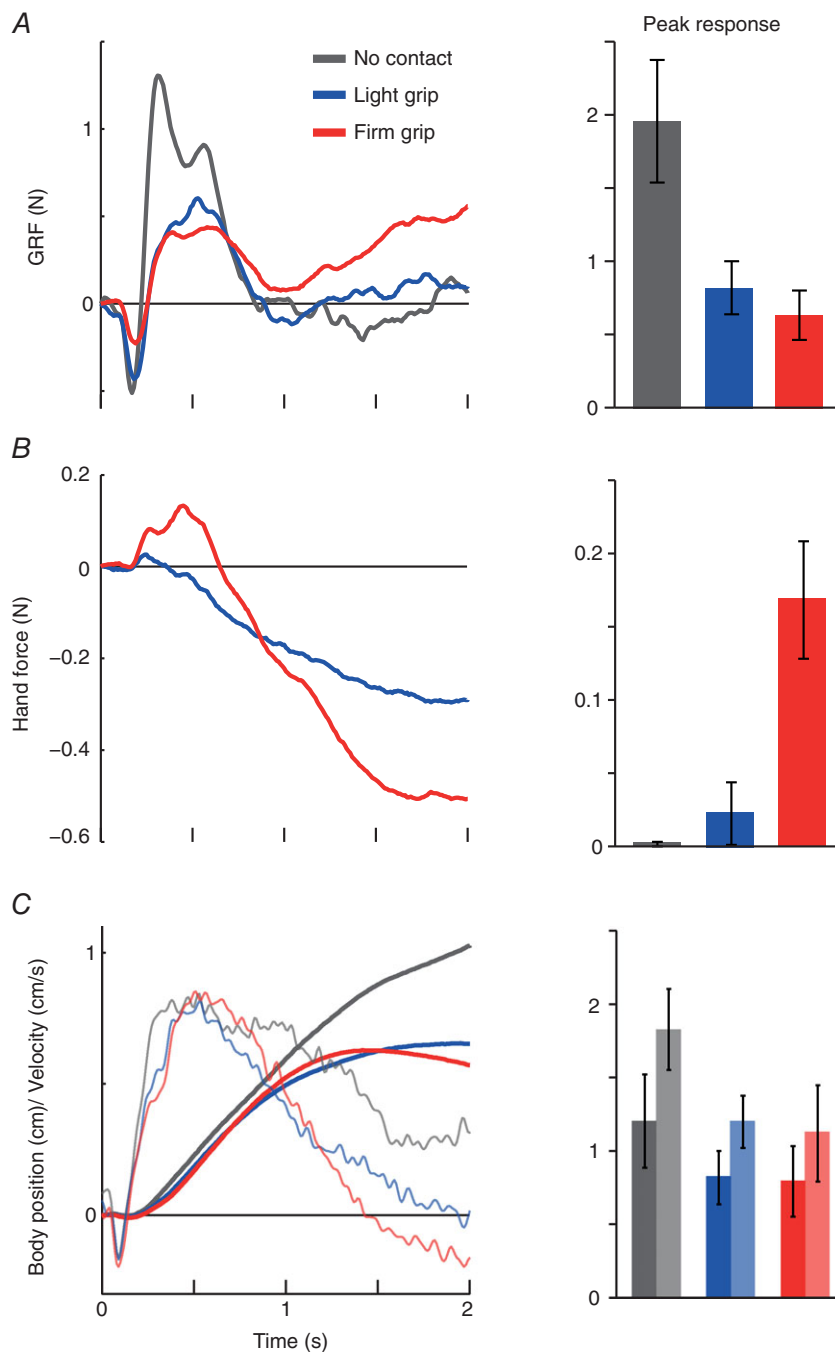 A
Peak response
No contact
Light grip
Firm grip
GRF (N)
1
0
2
1
0
B
Hand force (N)
0.2
0
−0.2
−0.4
−0.6
0.2
0.1
0
C
Body position (cm)/ Velocity (cm/s)
1
0
0
1
2
Time (s)
2
1
0